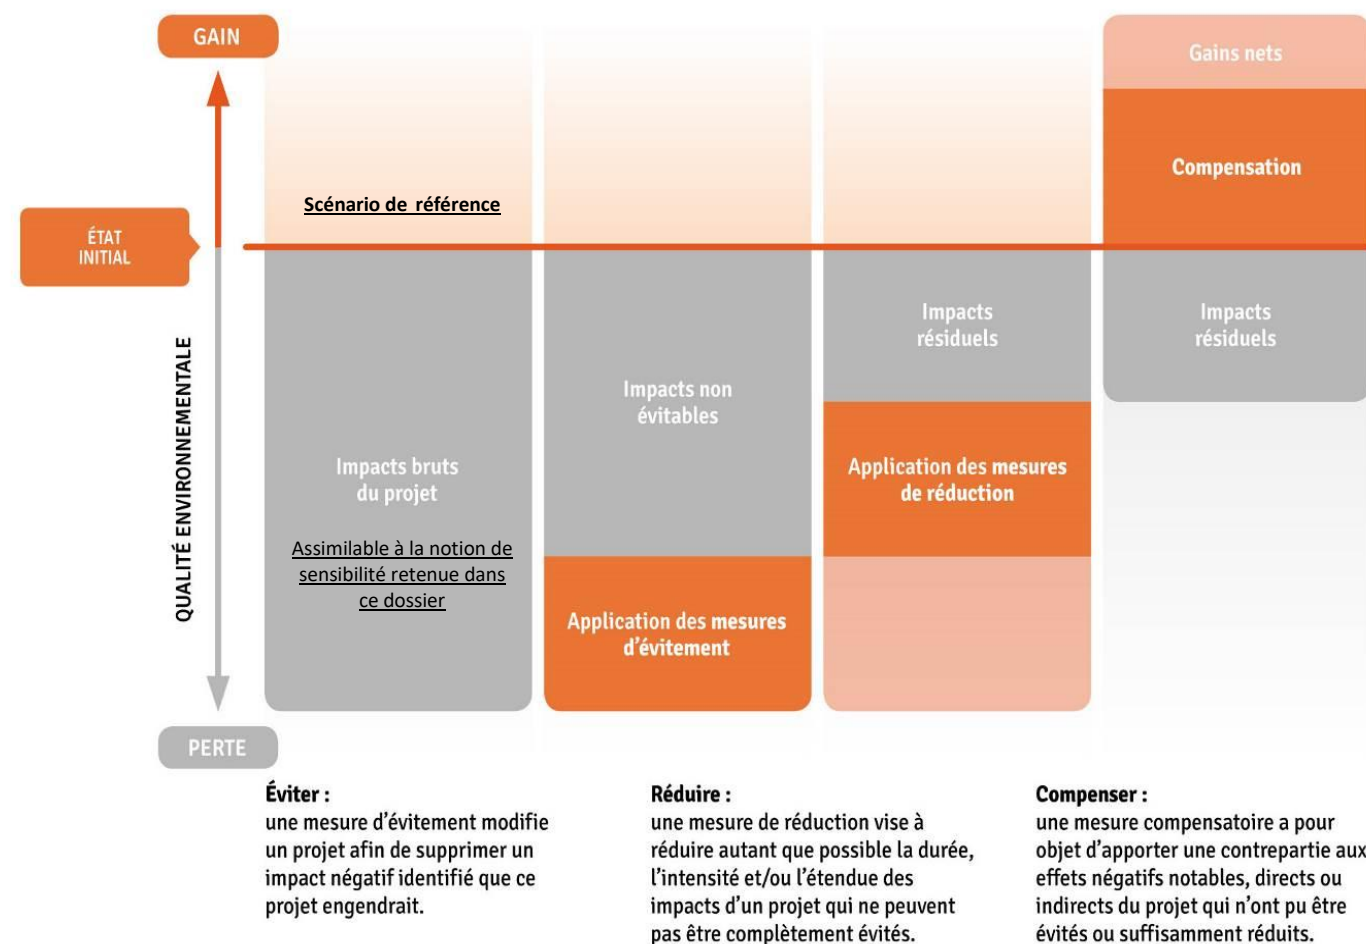 GAIN
Gains nets
Compensation
Scénario de référence
ÉTAT
INITIAL
QUALITÉ ENVIRONNEMENTALE
Impacts bruts
du projet
Assimilable à la notion de
sensibilité retenue dans
ce dossier
Impacts non
évitables
Application des mesures
d’évitement
Impacts
résiduels
Application des mesures
de réduction
Impacts
résiduels
PERTE
Éviter :
une mesure d’évitement modifie
un projet afin de supprimer un
impact négatif identifié que ce
projet engendrait.
Réduire :
une mesure de réduction vise à
réduire autant que possible la durée,
l’intensité et/ou l’étendue des
impacts d’un projet qui ne peuvent
pas être complètement évités.
Compenser :
une mesure compensatoire a pour
objet d’apporter une contrepartie aux
effets négatifs notables, directs ou
indirects du projet qui n’ont pu être
évités ou suffisamment réduits.